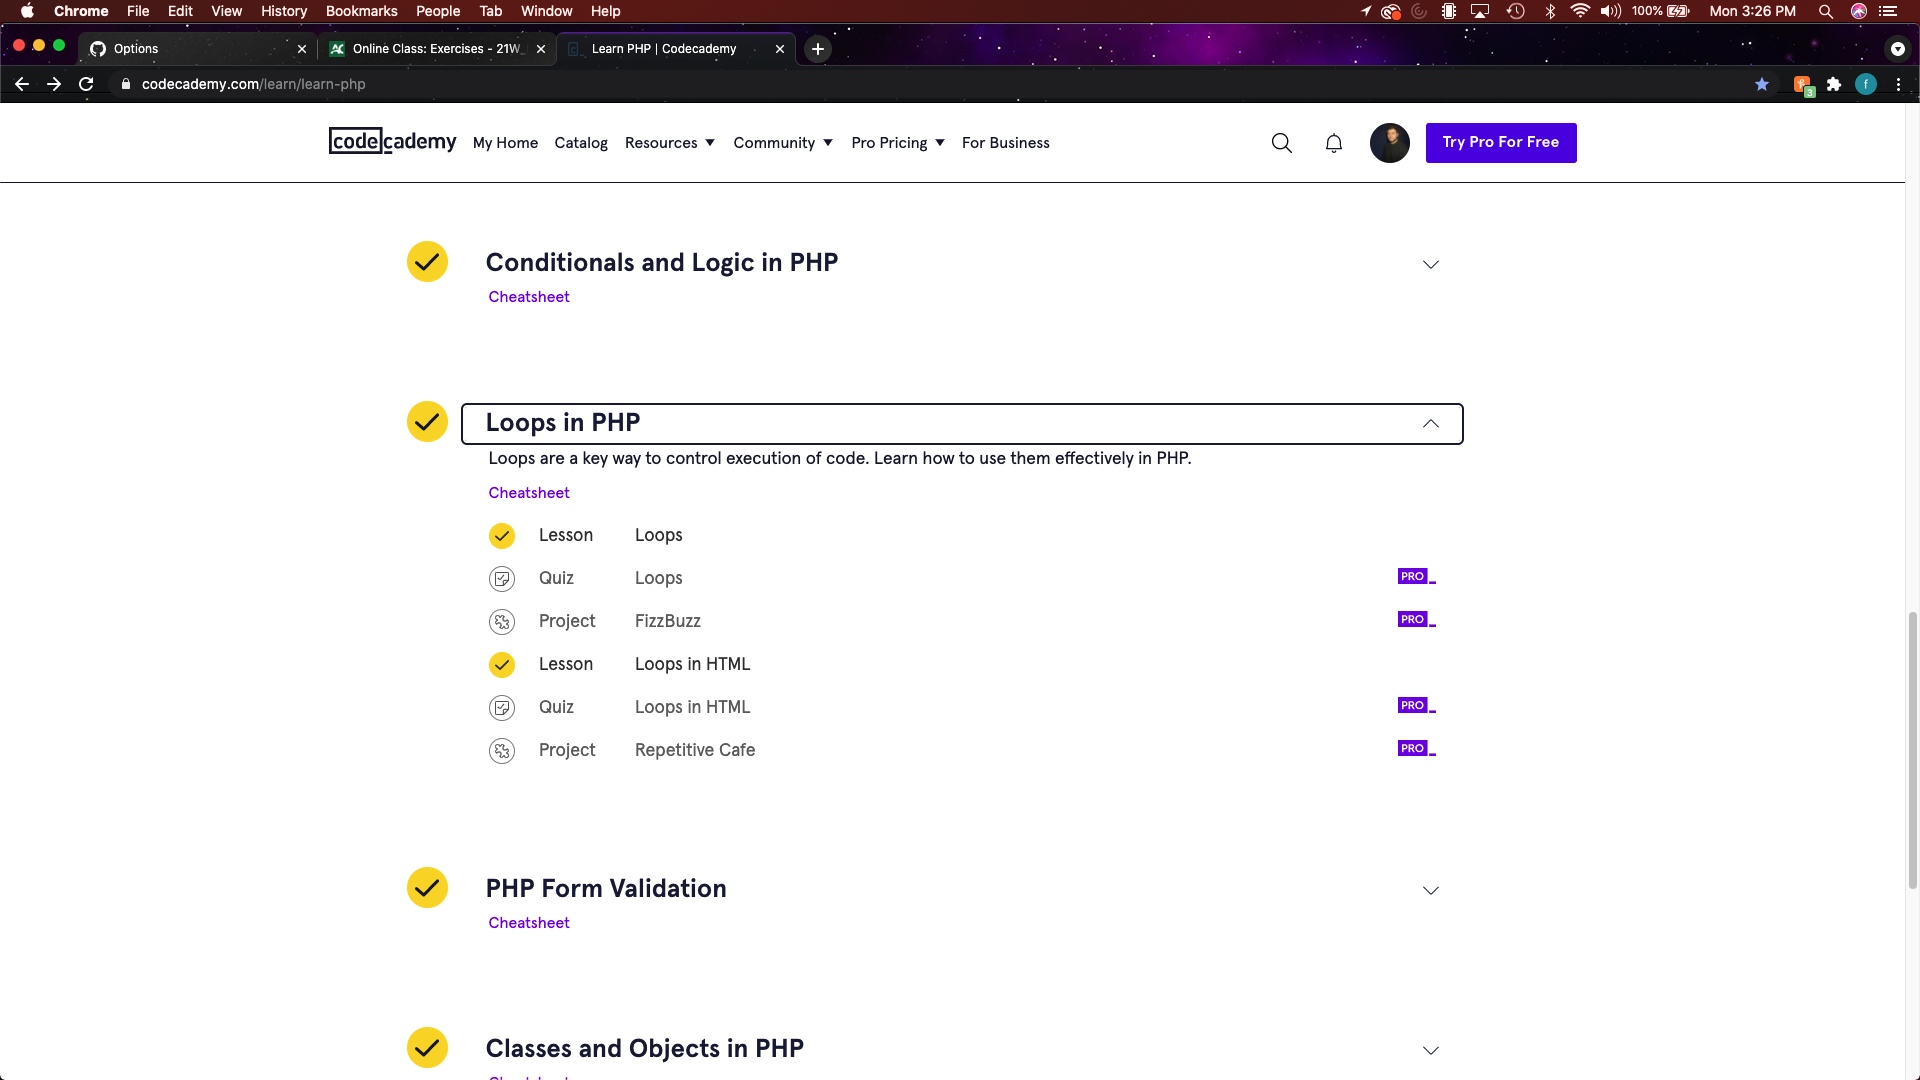 Chrome File Edit View History Bookmarks People Tab Window Help 100% Mon 3:26 PM
Options Online Class: Exercises - 21W_ Learn PHP | Codecademy
codecademy.com/learn/learn-php 3 f
codecademy My Home Catalog Resources Community Pro Pricing For Business Try Pro For Free
Conditionals and Logic in PHP
Cheatsheet
Loops in PHP
Loops are a key way to control execution of code. Learn how to use them effectively in PHP.
Cheatsheet
Lesson Loops
Quiz Loops PRO
Project FizzBuzz PRO
Lesson Loops in HTML
Quiz Loops in HTML PRO
Project Repetitive Cafe PRO
PHP Form Validation
Cheatsheet
Classes and Objects in PHP